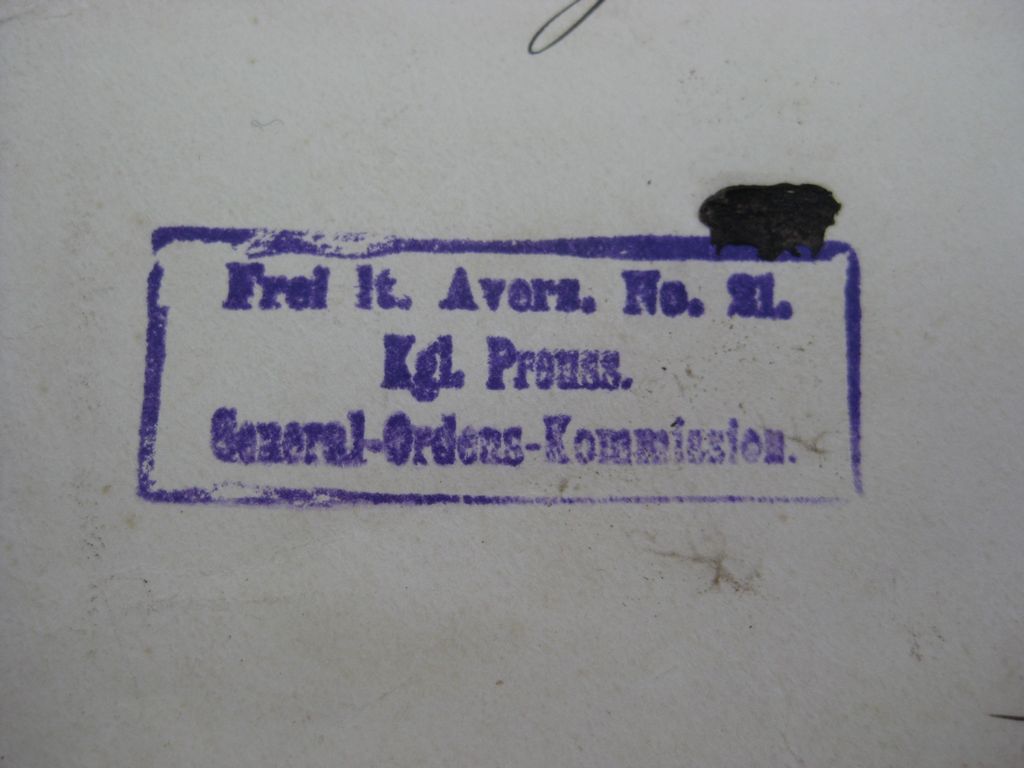 Frei lt. Avers. No. 21.
Kgl. Preuss.
General-Ordens-Kommission.